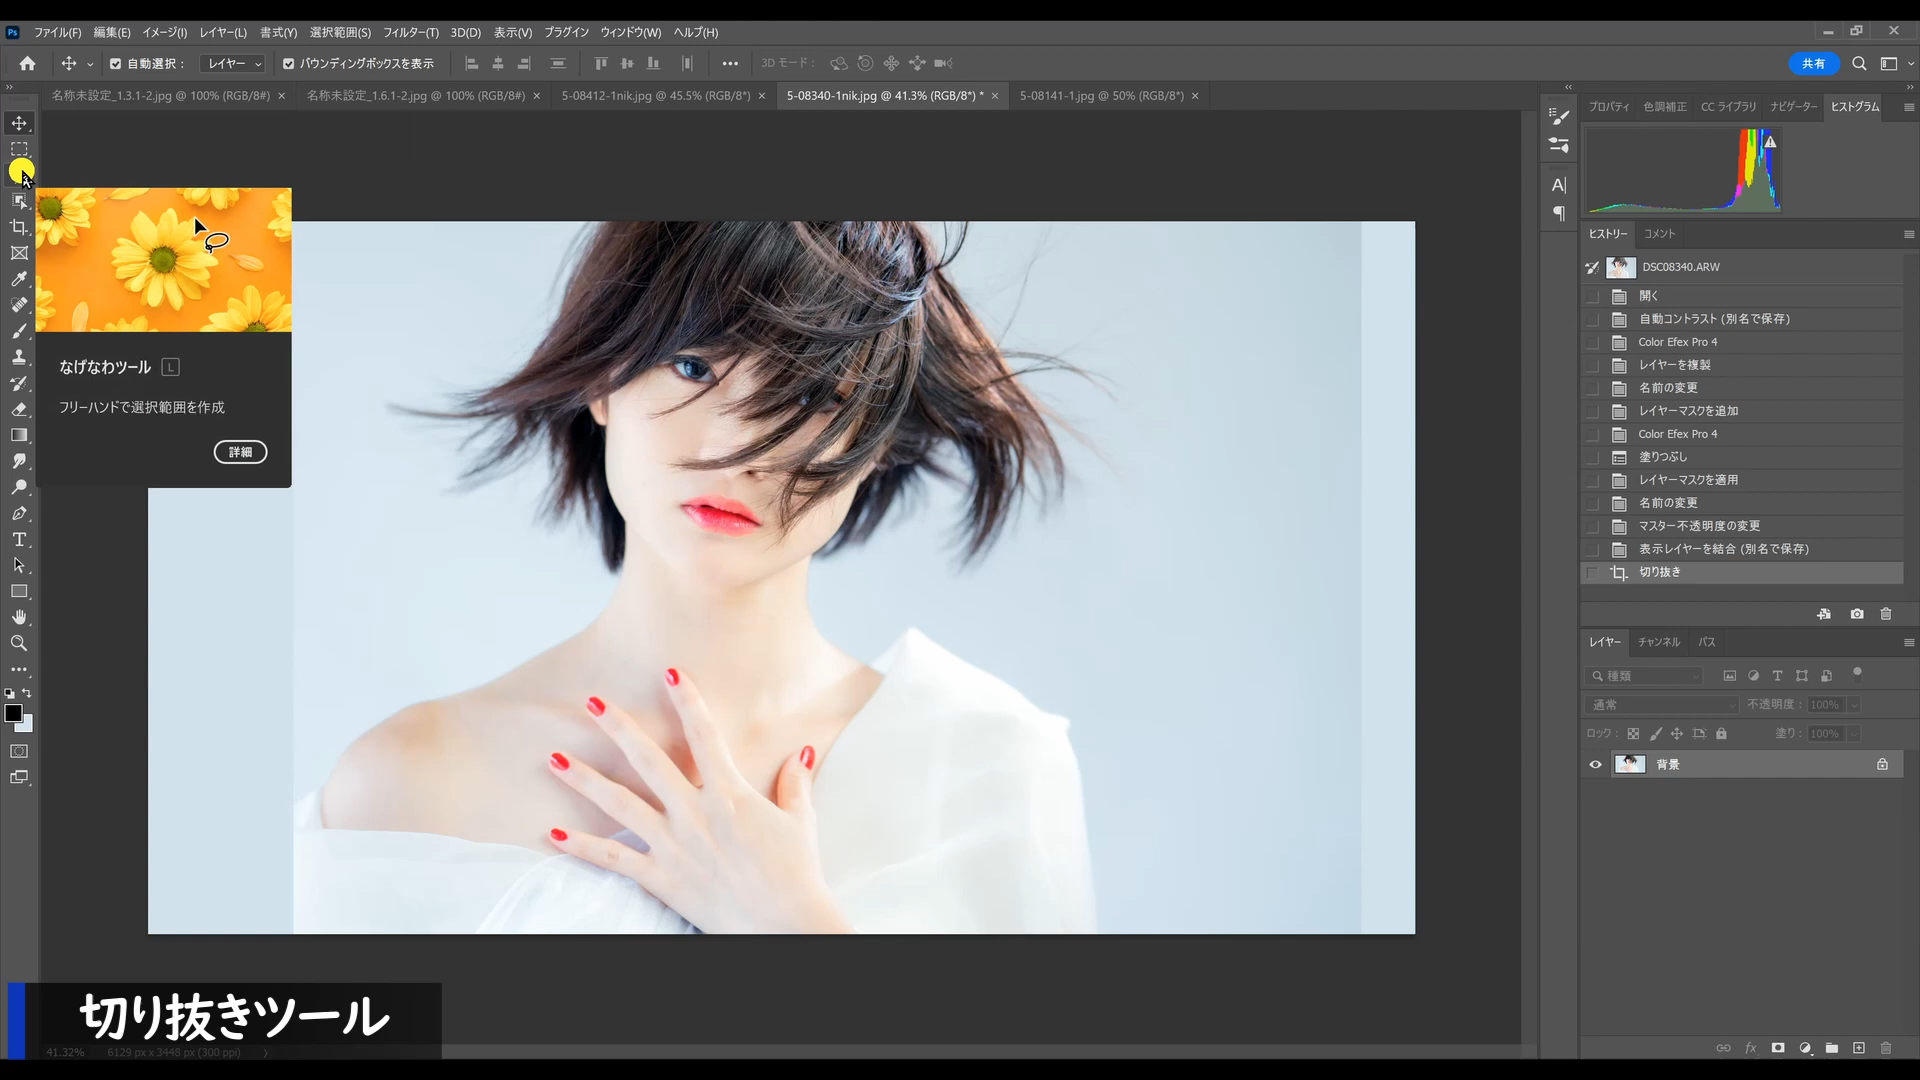 Ps ファイル(F) 編集(E) イメージ(I) レイヤー(L) 書式(Y) 選択範囲(S) フィルター(T) 3D(D) 表示(V) プラグイン ウィンドウ(W) ヘルプ(H)
自動選択： レイヤー バウンディングボックスを表示 3D モード： 共有
名称未設定_1.3.1-2.jpg @ 100% (RGB/8#) 名称未設定_1.6.1-2.jpg @ 100% (RGB/8#) 5-08412-1nik.jpg @ 45.5% (RGB/8*) 5-08340-1nik.jpg @ 41.3% (RGB/8*) * 5-08141-1.jpg @ 50% (RGB/8*)
なげなわツール L
フリーハンドで選択範囲を作成
詳細
プロパティ 色調補正 CC ライブラリ ナビゲーター ヒストグラム
ヒストリー コメント
DSC08340.ARW
開く
自動コントラスト (別名で保存)
Color Efex Pro 4
レイヤーを複製
名前の変更
レイヤーマスクを追加
Color Efex Pro 4
塗りつぶし
レイヤーマスクを適用
名前の変更
マスター不透明度の変更
表示レイヤーを結合 (別名で保存)
切り抜き
レイヤー チャンネル パス
種類
通常 不透明度： 100%
ロック： 塗り： 100%
背景
fx
切り抜きツール
41.32% 6129 px x 3448 px (300 ppi)